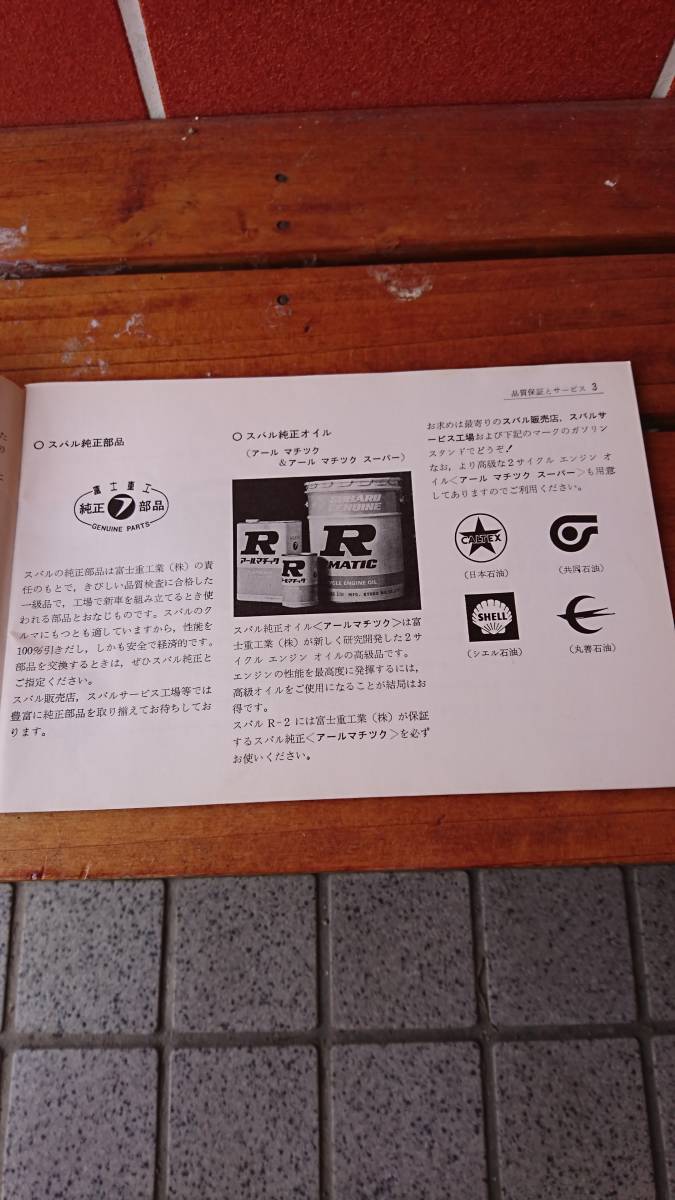 品質保証とサービス 3
○ スバル純正部品
富士重工
純正 部品
GENUINE PARTS
スバルの純正部品は富士重工業(株)の責
任のもとで、きびしい品質検査に合格した
一級品で，工場で新車を組み立てるとき使
われる部品とおなじものです。スバルのク
ルマにもっとも適していますから，性能を
100％引きだし，しかも安全で経済的です。
部品を交換するときは，ぜひスバル純正と
ご指定ください。
スバル販売店，スバルサービス工場等では
豊富に純正部品を取り揃えてお待ちしてお
ります。
○ スバル純正オイル
(アール マチツク
＆アール マチツク スーパー)
SUBARU
GENUINE
R
アールマチック
R
アールマチック
R
RMATIC
CYCLE ENGINE OIL
スバル純正オイル＜アールマチツク＞は富
士重工業(株)が新しく研究開発した2サ
イクル エンジン オイルの高級品です。
エンジンの性能を最高度に発揮するには，
高級オイルをご使用になることが結局はお
得です。
スバル R-2 には富士重工業(株)が保証
するスバル純正＜アールマチツク＞を必ず
お使いください。
お求めは最寄りのスバル販売店，スバルサ
ービス工場および下記のマークのガソリン
スタンドでどうぞ！
なお，より高級な2サイクル エンジン オ
イル＜アール マチツク スーパー＞も用意
してありますのでご利用ください。
CALTEX
(日本石油)
(共同石油)
SHELL
(シエル石油)
(丸善石油)